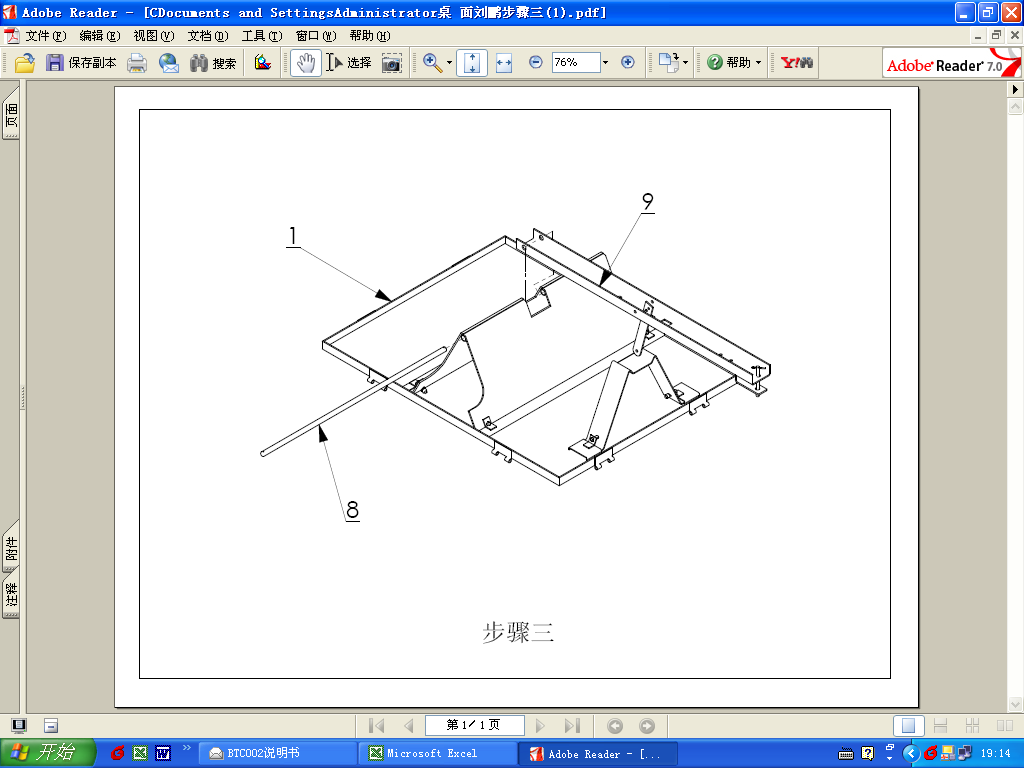 Adobe Reader - [CDocuments and SettingsAdministrator桌 面刘鹏步骤三(1).pdf]
文件(F) 编辑(E) 视图(V) 文档(D) 工具(T) 窗口(W) 帮助(H)
保存副本 搜索 选择 76% 帮助 Y! Adobe Reader 7.0
页面
附件
注释
9
1
8
步骤三
第 1/ 1 页
开始 BTC002说明书 Microsoft Excel Adobe Reader - [... 19:14